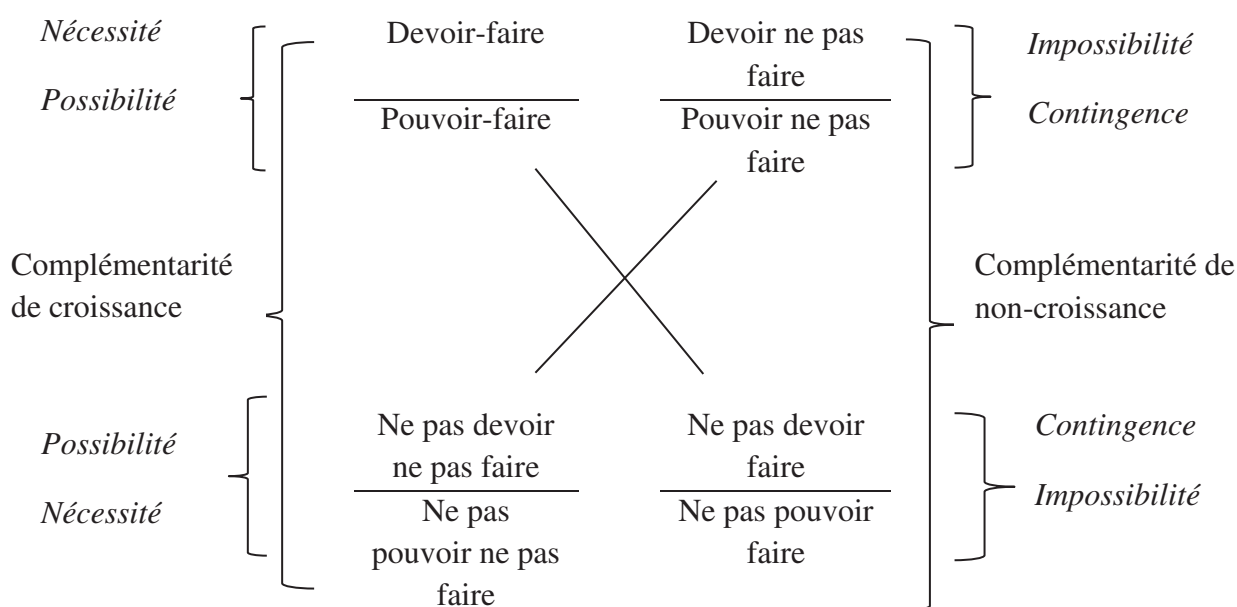 Nécessité
Possibilité
Devoir-faire
Pouvoir-faire
Devoir ne pas
faire
Pouvoir ne pas
faire
Impossibilité
Contingence
Complémentarité
de croissance
Complémentarité de
non-croissance
Possibilité
Nécessité
Ne pas devoir
ne pas faire
Ne pas
pouvoir ne pas
faire
Ne pas devoir
faire
Ne pas pouvoir
faire
Contingence
Impossibilité